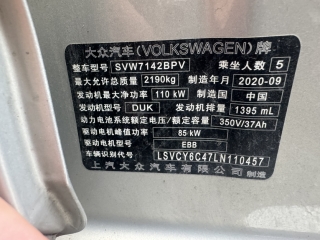 大众汽车(VOLKSWAGEN)牌
整车型号 SVW7142BPV 乘坐人数 5
最大允许总质量 2190kg 制造年月 2020-09
发动机最大净功率 110 kW 制造国 中国
发动机型号 DUK 发动机排量 1395 mL
动力电池系统额定电压/额定容量 350V/37Ah
驱动电机峰值功率 85 kW
驱动电机型号 EBB
车辆识别代号 LSVCY6C47LN110457
上汽大众汽车有限公司 制造